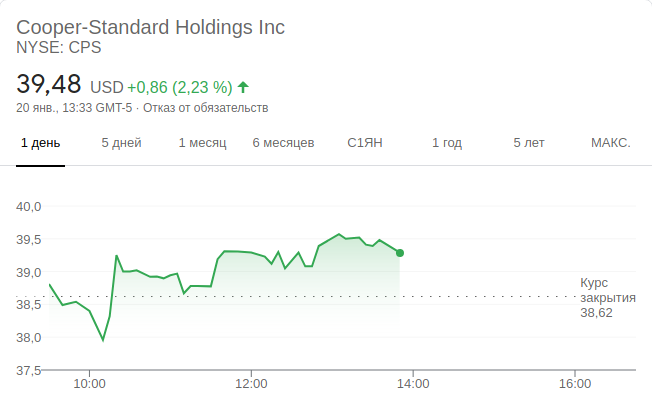 Cooper-Standard Holdings Inc
NYSE: CPS
39,48 USD +0,86 (2,23 %)
20 янв., 13:33 GMT-5 · Отказ от обязательств
1 день 5 дней 1 месяц 6 месяцев С1ЯН 1 год 5 лет МАКС.
40,0
39,5
39,0
38,5
38,0
37,5
Курс
закрытия
38,62
10:00 12:00 14:00 16:00